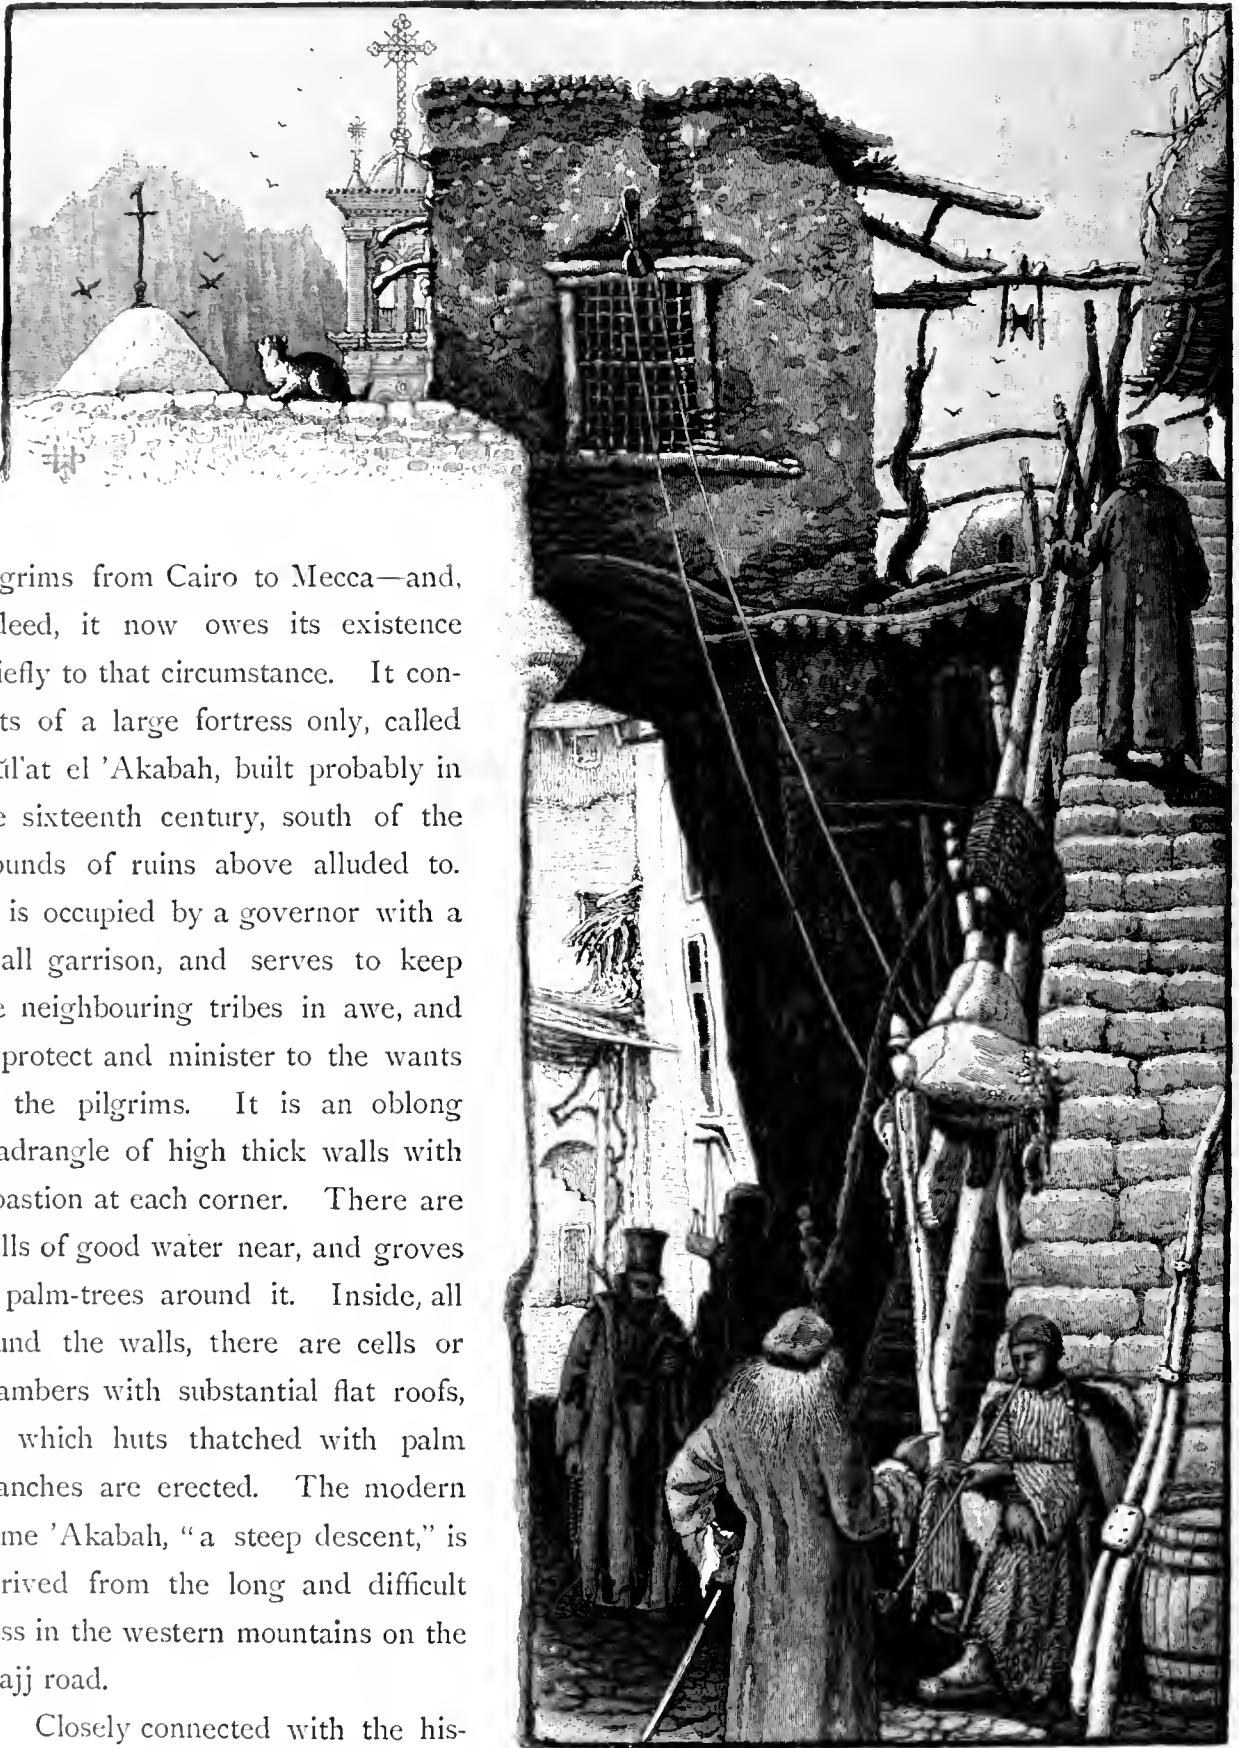 grims from Cairo to Mecca—and,
leed, it now owes its existence
iefly to that circumstance. It con-
ts of a large fortress only, called
ŭl'at el 'Akabah, built probably in
e sixteenth century, south of the
ounds of ruins above alluded to.
is occupied by a governor with a
all garrison, and serves to keep
e neighbouring tribes in awe, and
protect and minister to the wants
the pilgrims. It is an oblong
adrangle of high thick walls with
bastion at each corner. There are
lls of good water near, and groves
palm-trees around it. Inside, all
und the walls, there are cells or
ambers with substantial flat roofs,
which huts thatched with palm
anches are erected. The modern
me 'Akabah, "a steep descent," is
rived from the long and difficult
ss in the western mountains on the
ajj road.
Closely connected with the his-